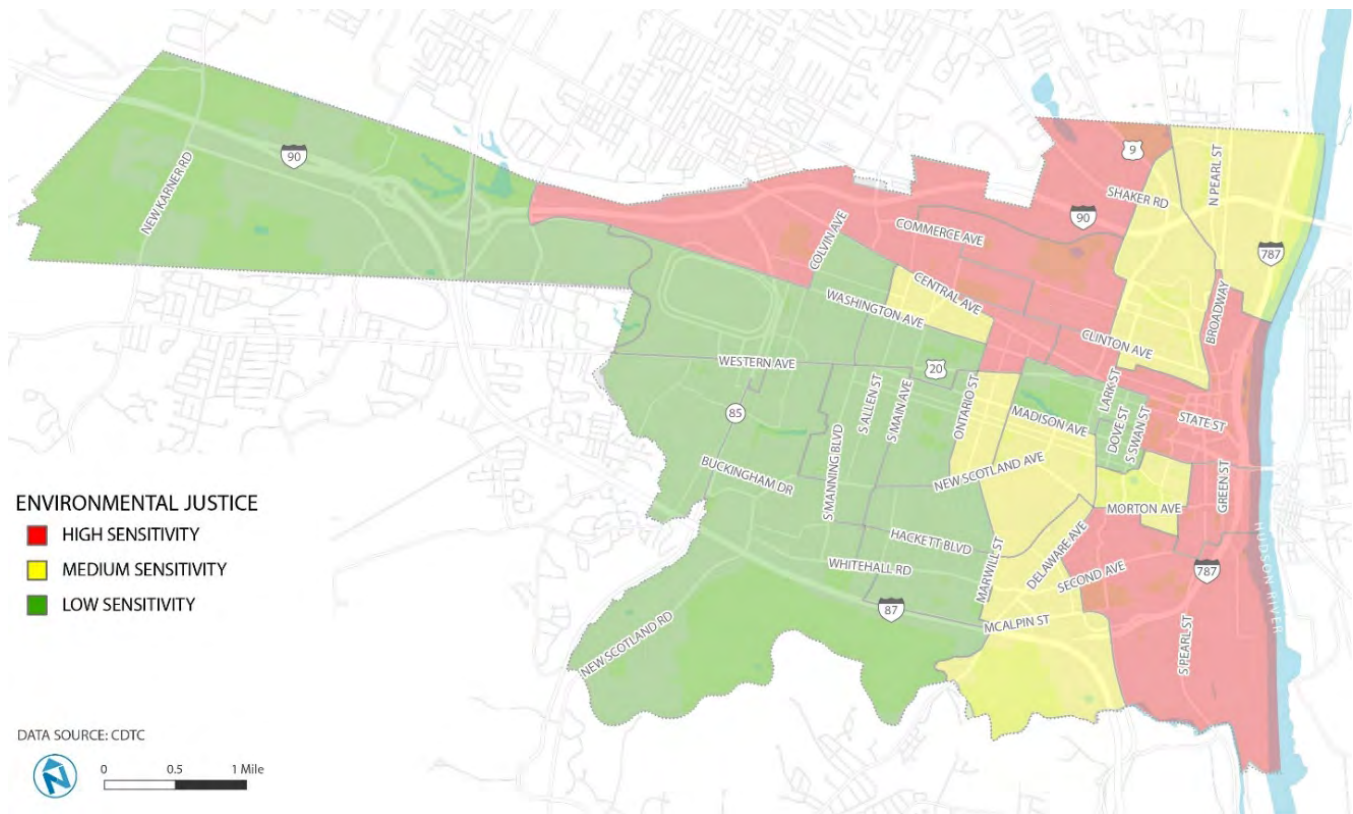 9
N PEARL ST
90
SHAKER RD
NEW KARNER RD
90
COLVIN AVE
COMMERCE AVE
787
CENTRAL AVE
WASHINGTON AVE
BROADWAY
CLINTON AVE
WESTERN AVE
20
LARK ST
S ALLEN ST
S MAIN AVE
ONTARIO ST
MADISON AVE
DOVE ST
S SWAN ST
STATE ST
85
S MANNING BLVD
BUCKINGHAM DR
NEW SCOTLAND AVE
GREEN ST
MORTON AVE
HUDSON RIVER
HACKETT BLVD
DELAWARE AVE
WHITEHALL RD
MARWILL ST
SECOND AVE
787
87
MCALPIN ST
NEW SCOTLAND RD
S PEARL ST
ENVIRONMENTAL JUSTICE
HIGH SENSITIVITY
MEDIUM SENSITIVITY
LOW SENSITIVITY
DATA SOURCE: CDTC
N
0 0.5 1 Mile